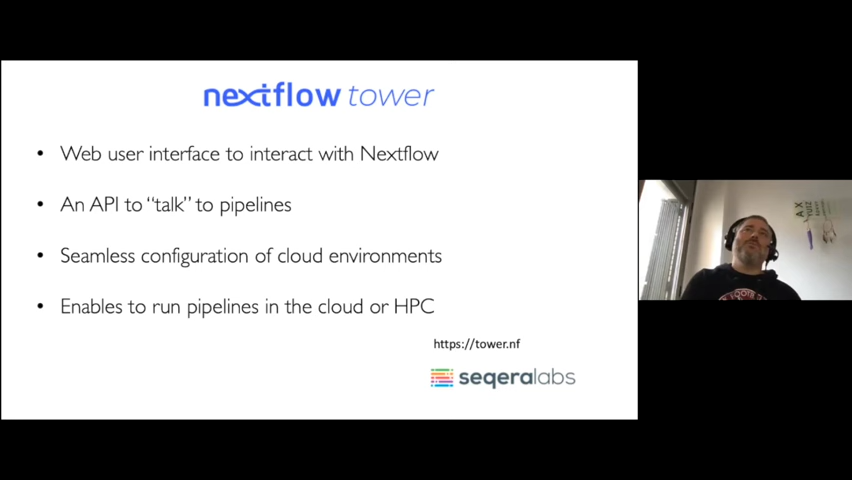 nextflow tower
• Web user interface to interact with Nextflow
• An API to “talk” to pipelines
• Seamless configuration of cloud environments
• Enables to run pipelines in the cloud or HPC
https://tower.nf
seqeralabs